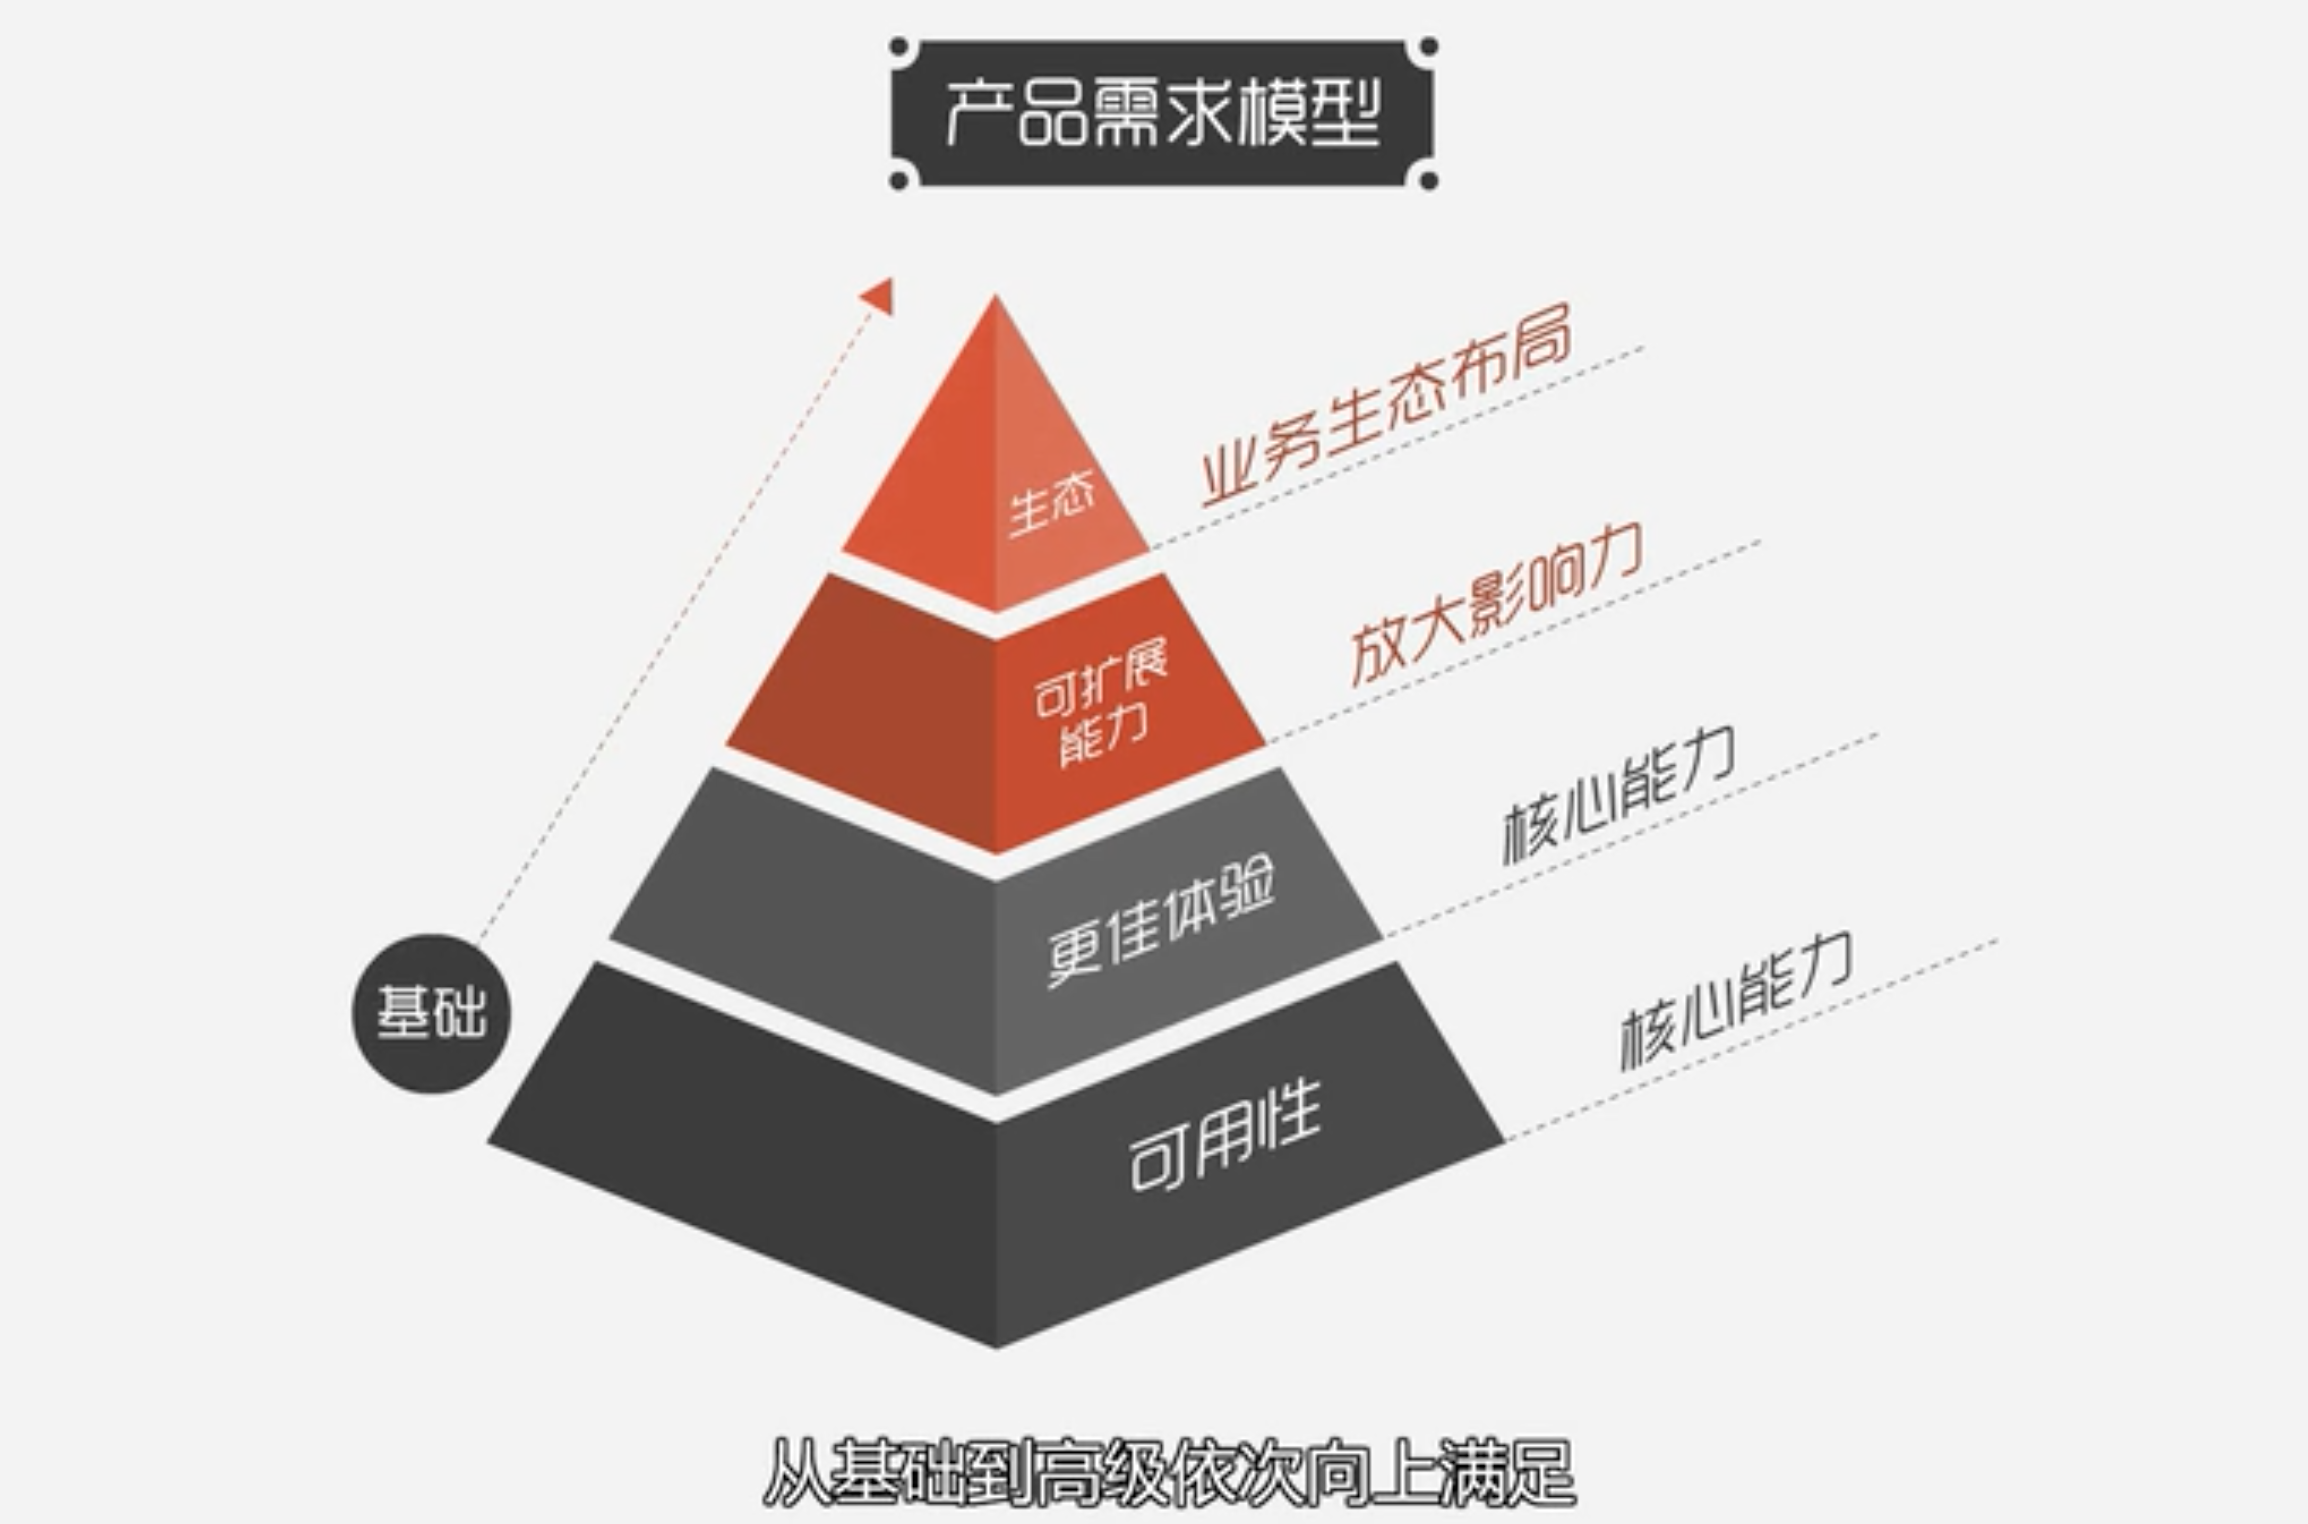 产品需求模型
业务生态布局
生态
放大影响力
可扩展
能力
核心能力
更佳体验
核心能力
基础
可用性
从基础到高级依次向上满足